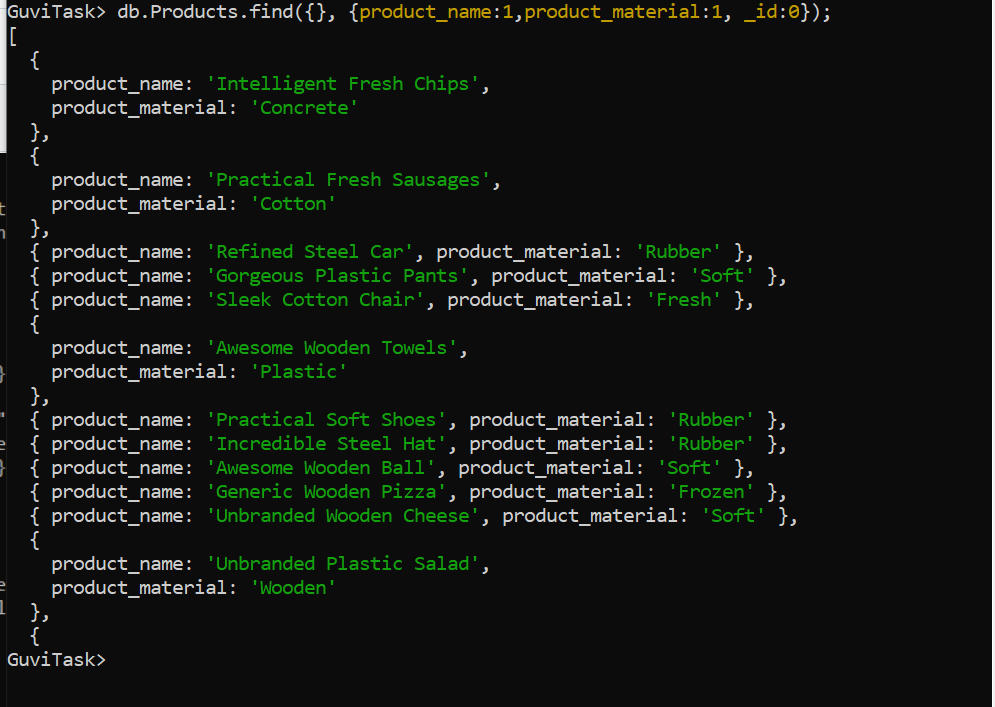 GuviTask> db.Products.find({}, {product_name:1,product_material:1, _id:0});
[
  {
    product_name: 'Intelligent Fresh Chips',
    product_material: 'Concrete'
  },
  {
    product_name: 'Practical Fresh Sausages',
    product_material: 'Cotton'
  },
  { product_name: 'Refined Steel Car', product_material: 'Rubber' },
  { product_name: 'Gorgeous Plastic Pants', product_material: 'Soft' },
  { product_name: 'Sleek Cotton Chair', product_material: 'Fresh' },
  {
    product_name: 'Awesome Wooden Towels',
    product_material: 'Plastic'
  },
  { product_name: 'Practical Soft Shoes', product_material: 'Rubber' },
  { product_name: 'Incredible Steel Hat', product_material: 'Rubber' },
  { product_name: 'Awesome Wooden Ball', product_material: 'Soft' },
  { product_name: 'Generic Wooden Pizza', product_material: 'Frozen' },
  { product_name: 'Unbranded Wooden Cheese', product_material: 'Soft' },
  {
    product_name: 'Unbranded Plastic Salad',
    product_material: 'Wooden'
  },
  {
GuviTask>